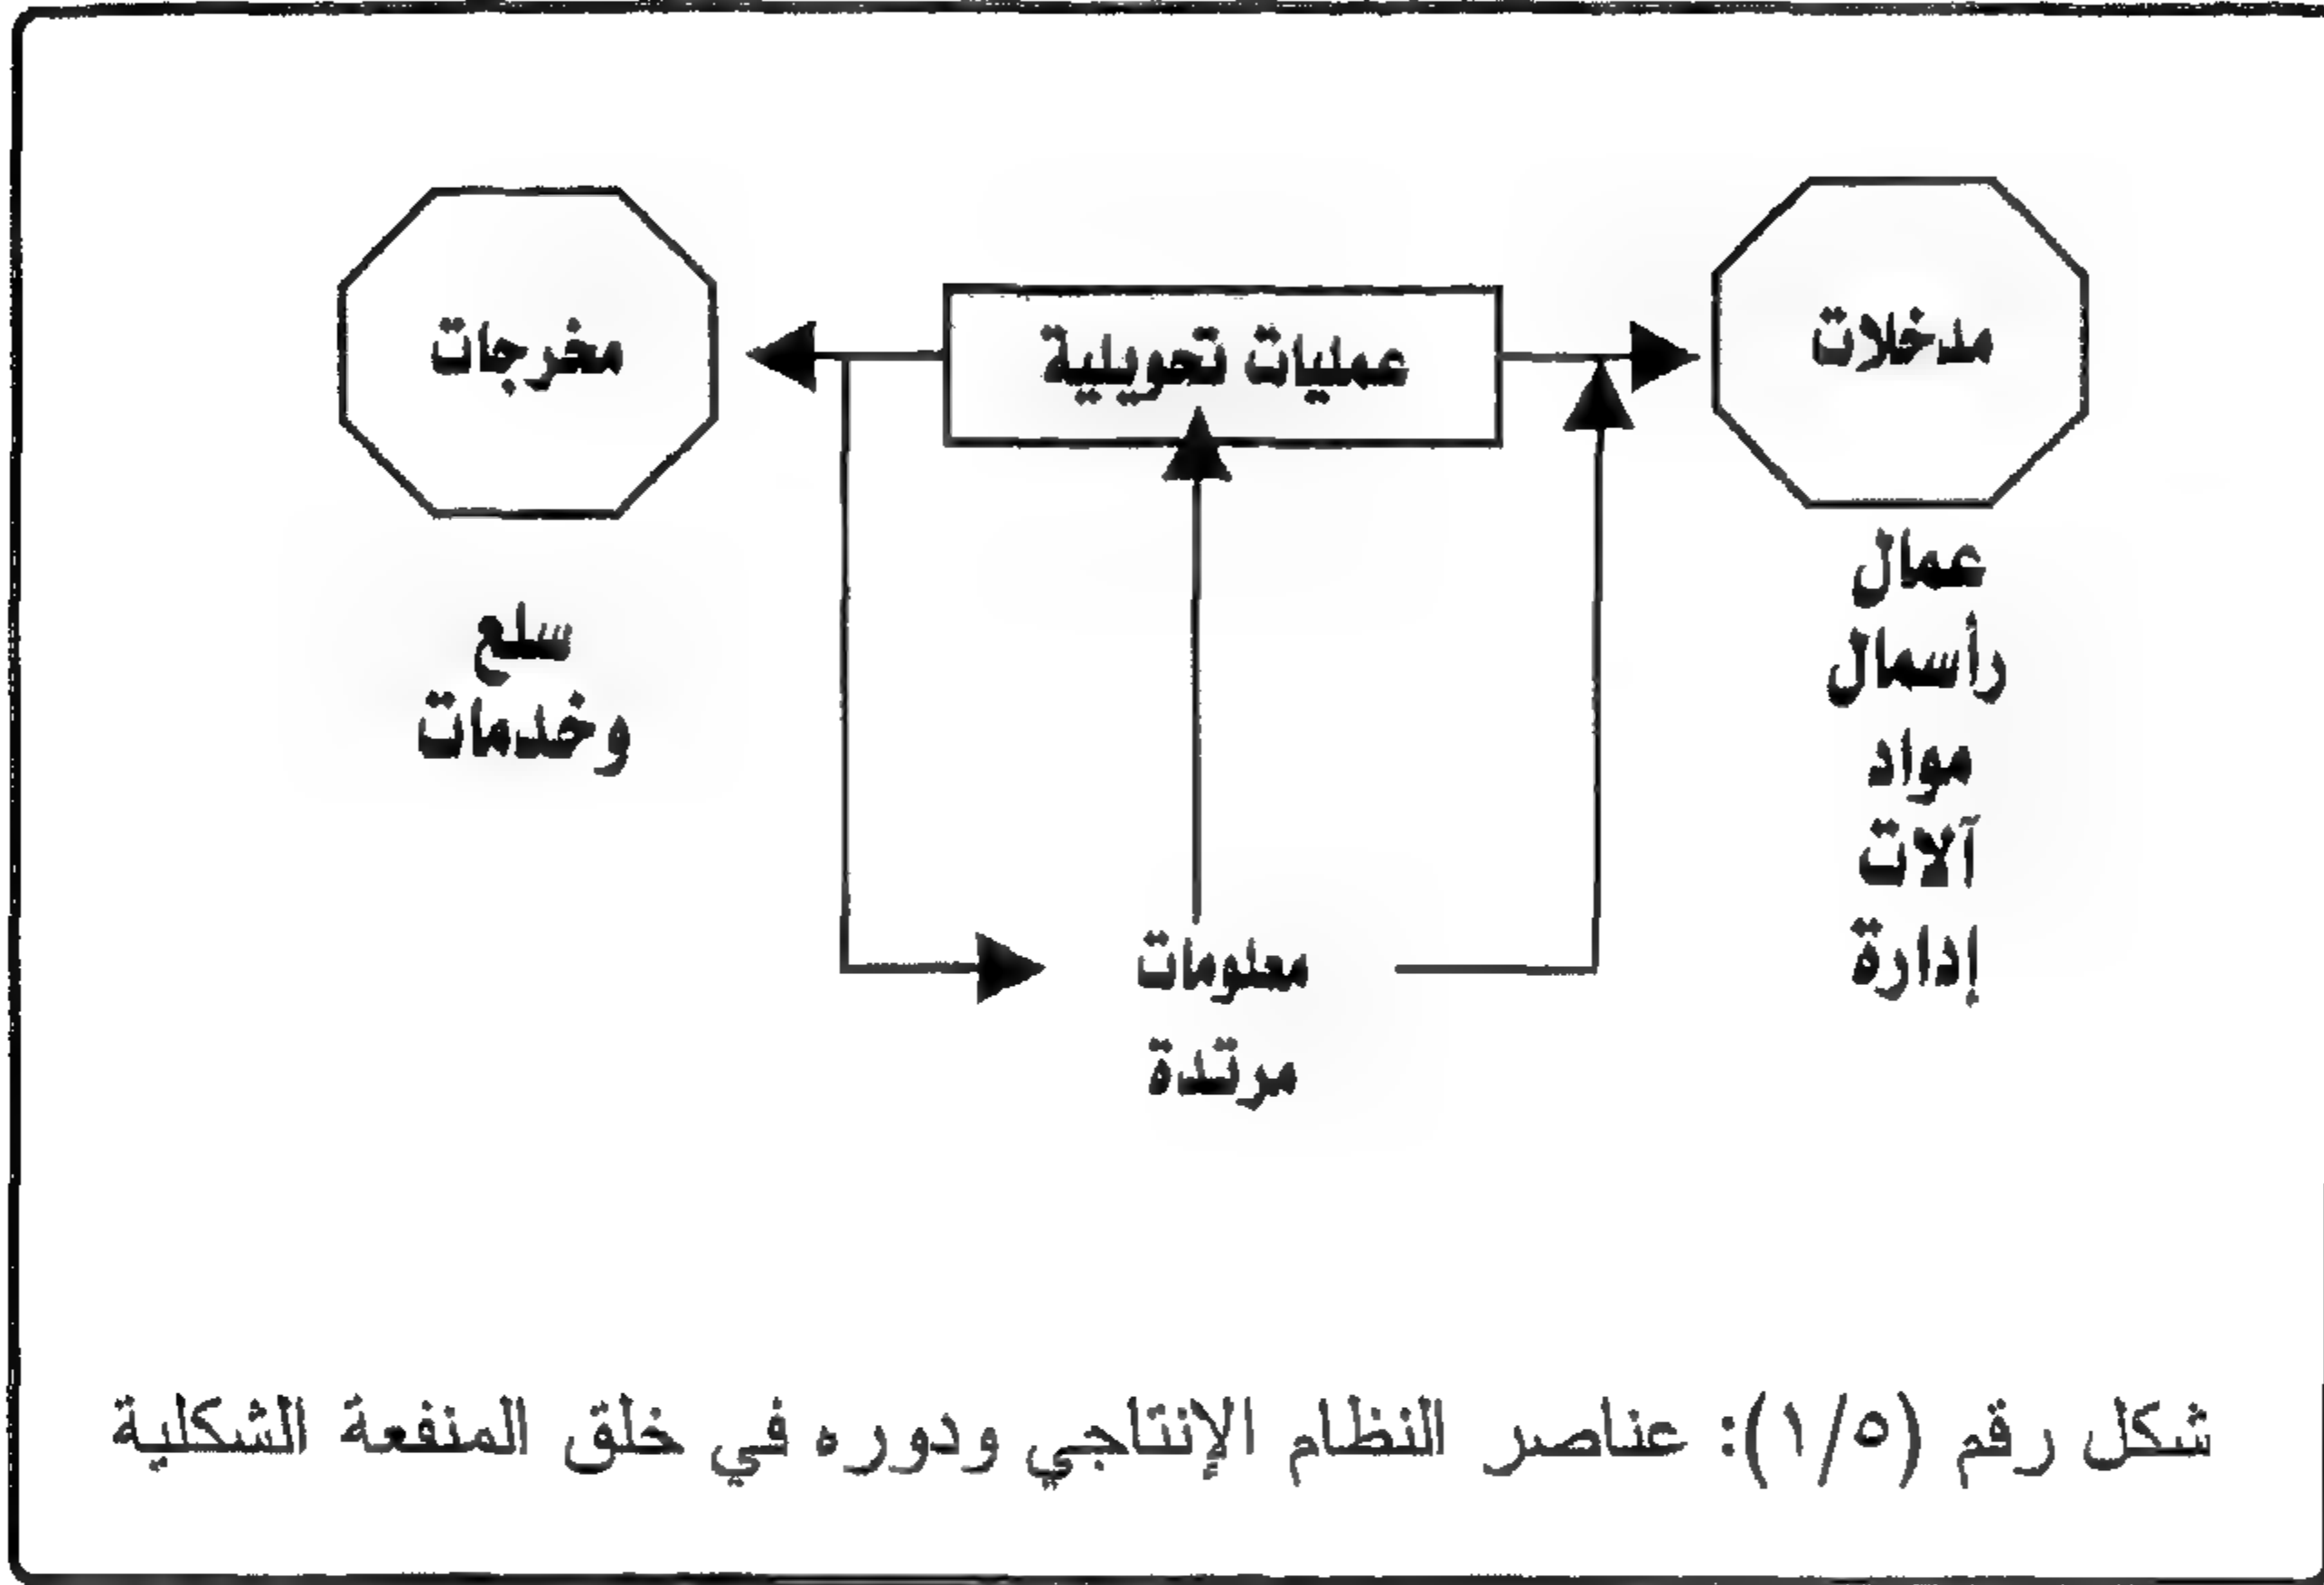 مدخلات
عمليات تحويلية
مخرجات
عمال
رأسمال
مواد
آلات
إدارة
سلع
وخدمات
معلومات
مرتدة
شكل رقم (١/٥): عناصر النظام الإنتاجي ودوره في خلق المنفعة الشكلية